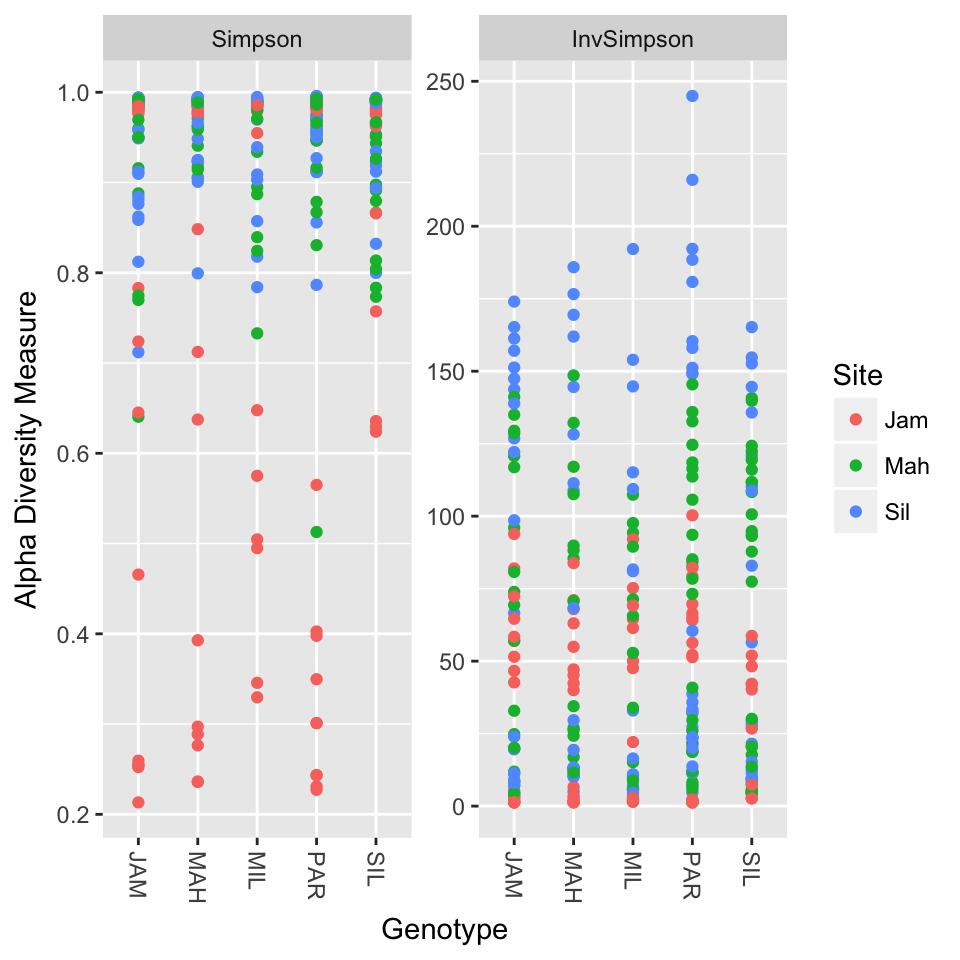 Simpson
InvSimpson
Alpha Diversity Measure
1.0
0.8
0.6
0.4
0.2
250
200
150
100
50
0
JAM
MAH
MIL
PAR
SIL
JAM
MAH
MIL
PAR
SIL
Genotype
Site
Jam
Mah
Sil